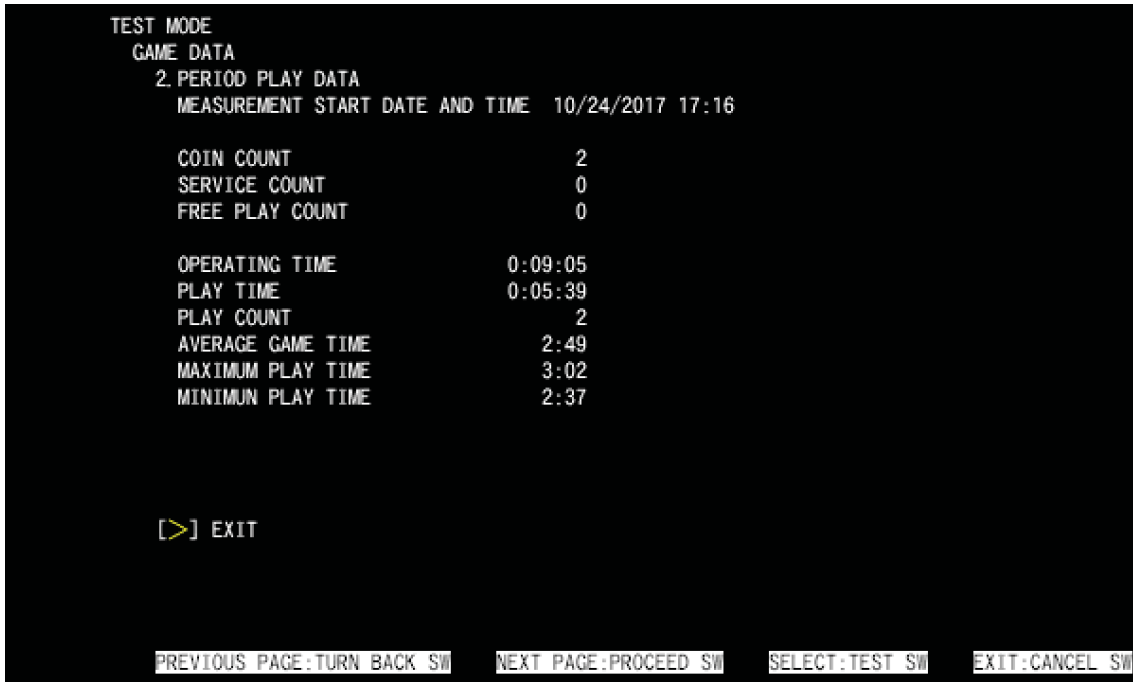 TEST MODE
GAME DATA
2. PERIOD PLAY DATA
MEASUREMENT START DATE AND TIME 10/24/2017 17:16
COIN COUNT 2
SERVICE COUNT 0
FREE PLAY COUNT 0
OPERATING TIME 0:09:05
PLAY TIME 0:05:39
PLAY COUNT 2
AVERAGE GAME TIME 2:49
MAXIMUM PLAY TIME 3:02
MINIMUN PLAY TIME 2:37
[>] EXIT
PREVIOUS PAGE:TURN BACK SW NEXT PAGE:PROCEED SW SELECT:TEST SW EXIT:CANCEL SW